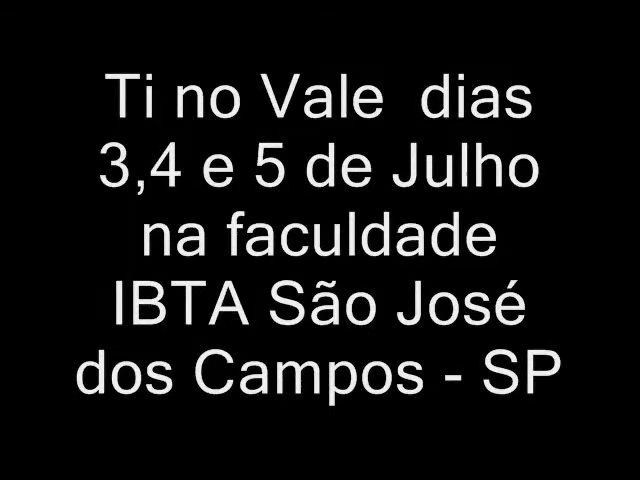 Ti no Vale  dias
3,4 e 5 de Julho
na faculdade
IBTA São José
dos Campos - SP